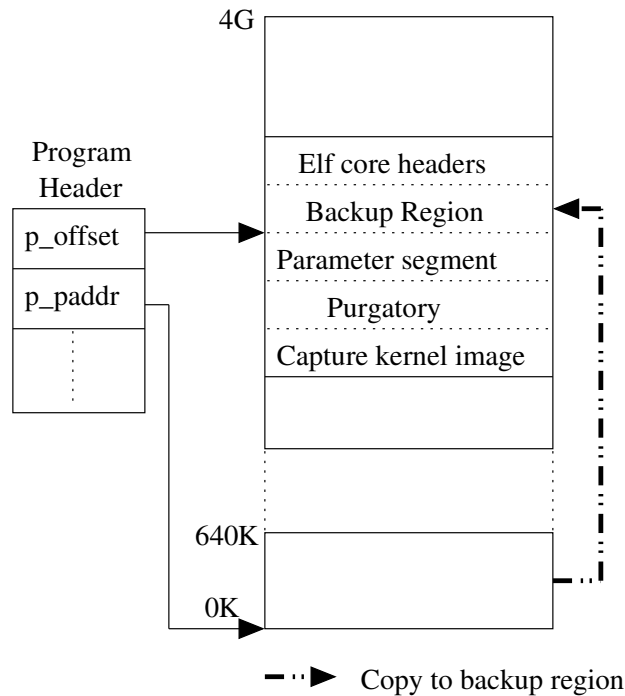 4G
Program
Header
p_offset
p_paddr
Elf core headers
Backup Region
Parameter segment
Purgatory
Capture kernel image
640K
0K
Copy to backup region